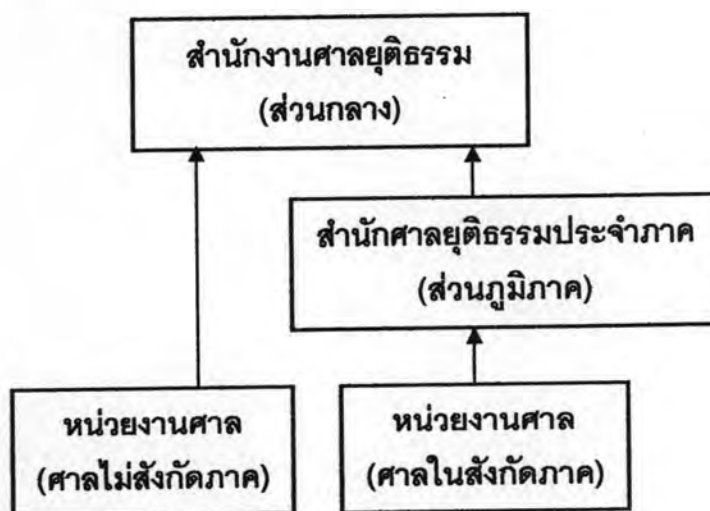 สำนักงานศาลยุติธรรม
(ส่วนกลาง)
สำนักศาลยุติธรรมประจำภาค
(ส่วนภูมิภาค)
หน่วยงานศาล
(ศาลไม่สังกัดภาค)
หน่วยงานศาล
(ศาลในสังกัดภาค)